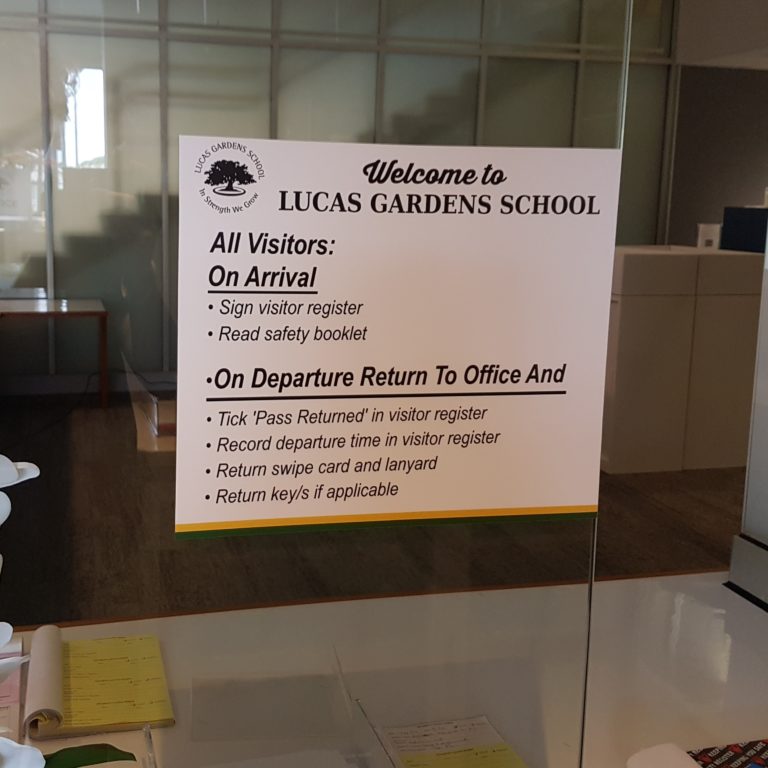 LUCAS GARDENS SCHOOL
In Strength We Grow
Welcome to
LUCAS GARDENS SCHOOL
All Visitors:
On Arrival
• Sign visitor register
• Read safety booklet
•On Departure Return To Office And
• Tick 'Pass Returned' in visitor register
• Record departure time in visitor register
• Return swipe card and lanyard
• Return key/s if applicable